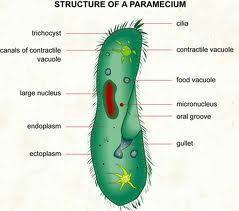 STRUCTURE OF A PARAMECIUM
cilia
trichocyst
canals of contractile
vacuole
contractile vacuole
food vacuole
large nucleus
micronucleus
oral groove
endoplasm
gullet
ectoplasm